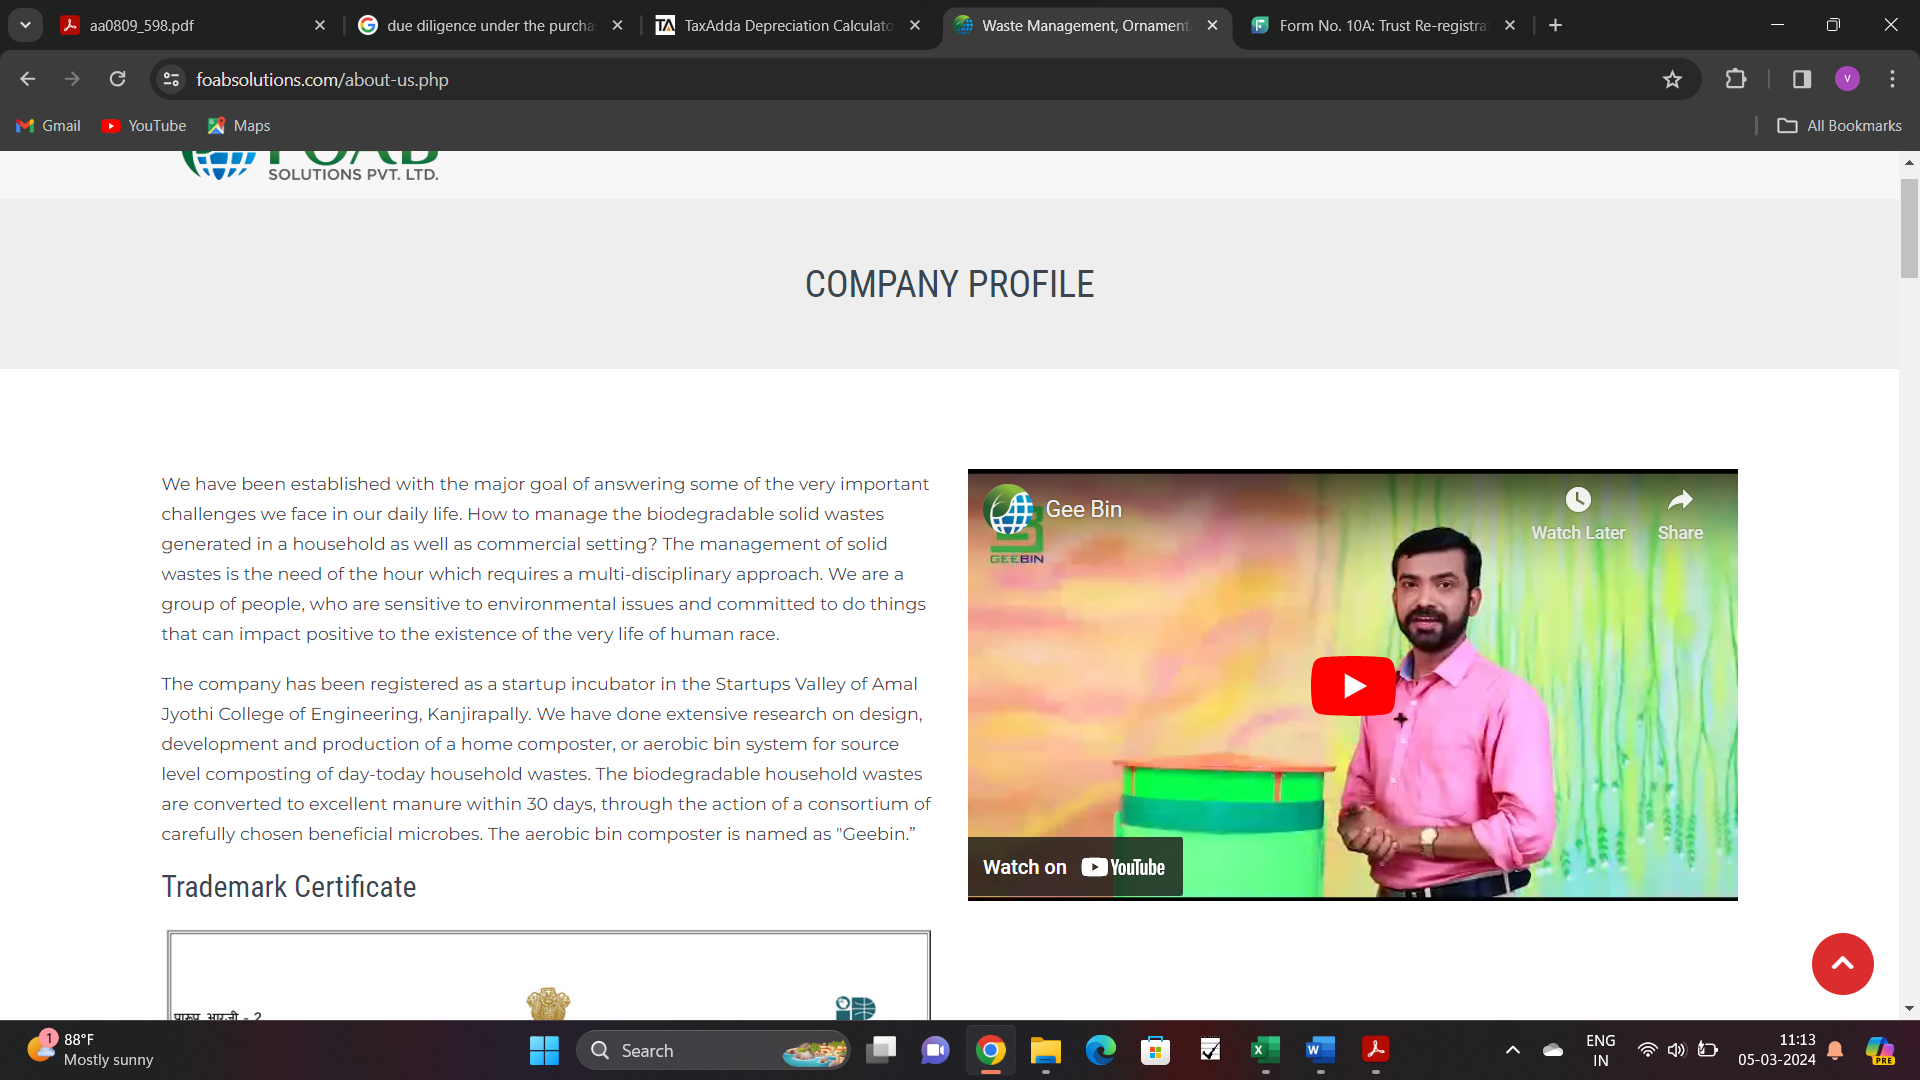 aa0809_598.pdf
due diligence under the purcha
TaxAdda Depreciation Calculato
Waste Management, Ornament
Form No. 10A: Trust Re-registra
foabsolutions.com/about-us.php
V
Gmail
YouTube
Maps
All Bookmarks
FOAB
SOLUTIONS PVT. LTD.
COMPANY PROFILE
We have been established with the major goal of answering some of the very important
challenges we face in our daily life. How to manage the biodegradable solid wastes
generated in a household as well as commercial setting? The management of solid
wastes is the need of the hour which requires a multi-disciplinary approach. We are a
group of people, who are sensitive to environmental issues and committed to do things
that can impact positive to the existence of the very life of human race.
The company has been registered as a startup incubator in the Startups Valley of Amal
Jyothi College of Engineering, Kanjirapally. We have done extensive research on design,
development and production of a home composter, or aerobic bin system for source
level composting of day-today household wastes. The biodegradable household wastes
are converted to excellent manure within 30 days, through the action of a consortium of
carefully chosen beneficial microbes. The aerobic bin composter is named as "Geebin.”
Gee Bin
GEEBIN
Watch Later
Share
Watch on YouTube
Trademark Certificate
प्रारूप आरजी - 2
1
88°F
Mostly sunny
Search
ENG
IN
11:13
05-03-2024
PRE